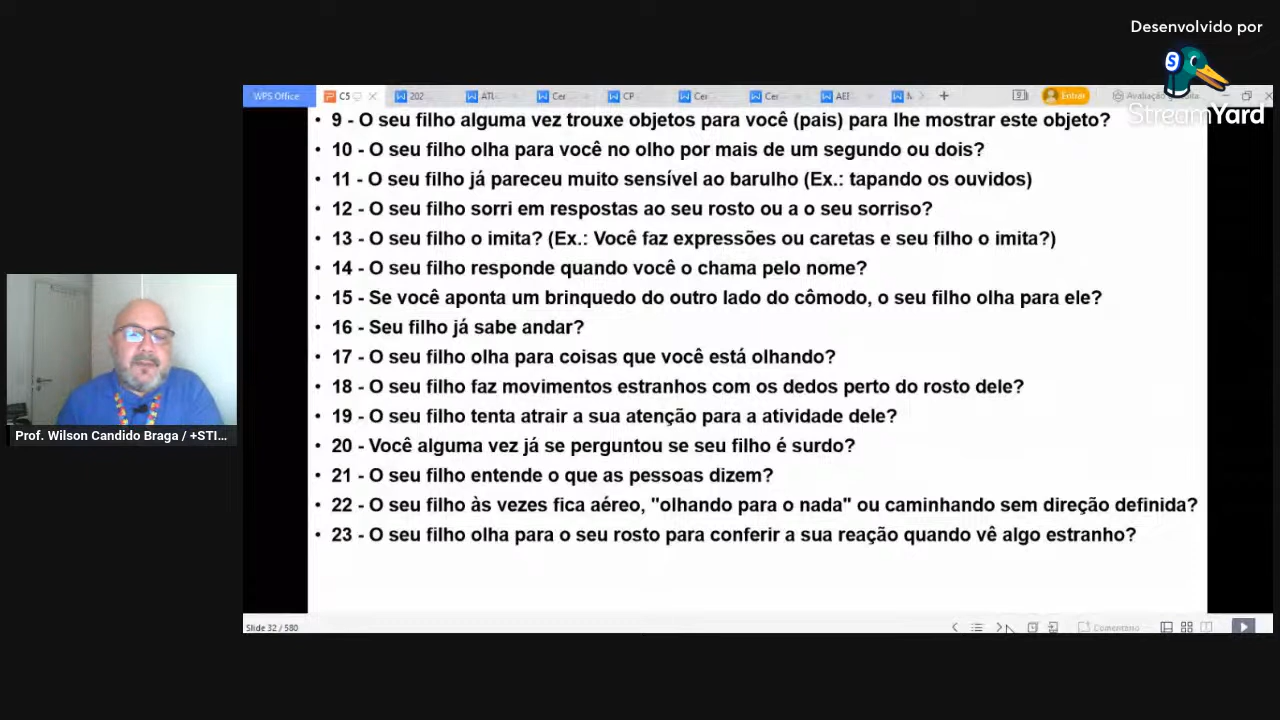 Desenvolvido por
StreamYard
WPS Office
C5
202
ATI
Cer
CP
Cer
Cer
AEI
Entrar
9 - O seu filho alguma vez trouxe objetos para você (pais) para lhe mostrar este objeto?
10 - O seu filho olha para você no olho por mais de um segundo ou dois?
11 - O seu filho já pareceu muito sensível ao barulho (Ex.: tapando os ouvidos)
12 - O seu filho sorri em respostas ao seu rosto ou a o seu sorriso?
13 - O seu filho o imita? (Ex.: Você faz expressões ou caretas e seu filho o imita?)
14 - O seu filho responde quando você o chama pelo nome?
15 - Se você aponta um brinquedo do outro lado do cômodo, o seu filho olha para ele?
16 - Seu filho já sabe andar?
17 - O seu filho olha para coisas que você está olhando?
18 - O seu filho faz movimentos estranhos com os dedos perto do rosto dele?
19 - O seu filho tenta atrair a sua atenção para a atividade dele?
20 - Você alguma vez já se perguntou se seu filho é surdo?
21 - O seu filho entende o que as pessoas dizem?
22 - O seu filho às vezes fica aéreo, "olhando para o nada" ou caminhando sem direção definida?
23 - O seu filho olha para o seu rosto para conferir a sua reação quando vê algo estranho?
Prof. Wilson Candido Braga / +STI...
Slide 32 / 580
Comentário